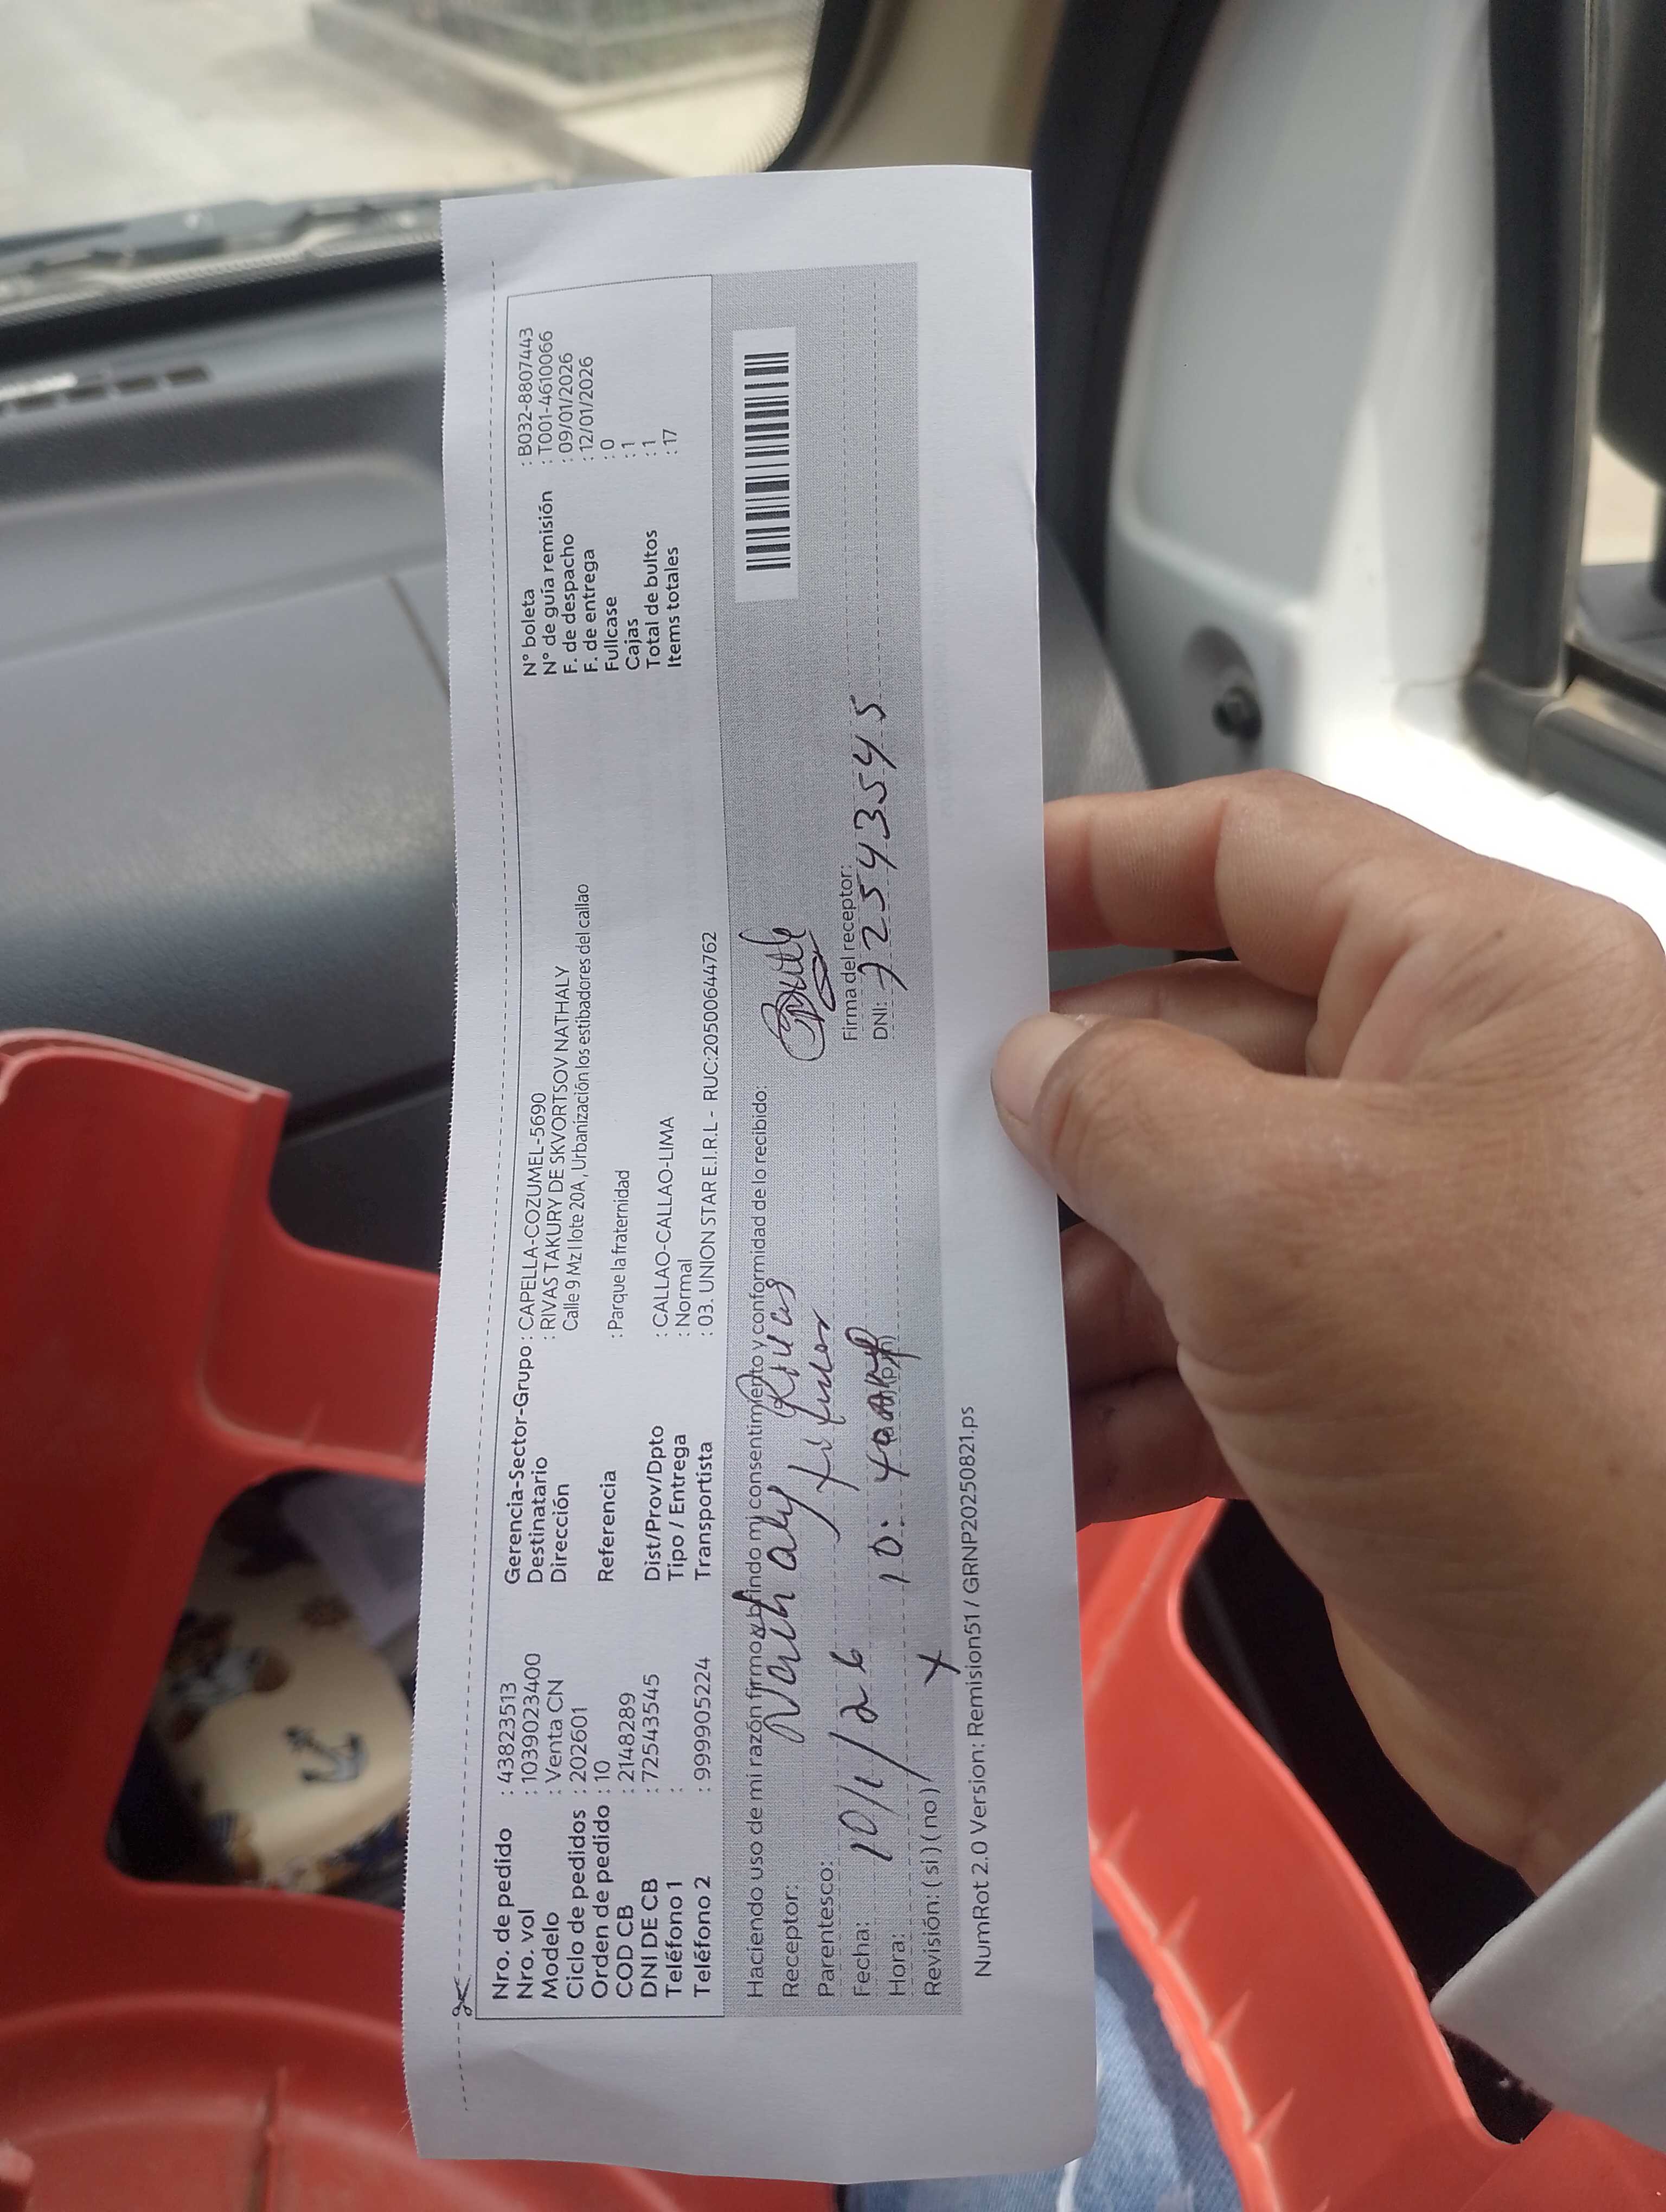 Nro. de pedido : 43823513
Nro. vol : 1039023400
Modelo : Venta CN
Ciclo de pedidos : 202601
Orden de pedido : 10
COD CB : 2148289
DNI DE CB : 72543545
Teléfono 1 :
Teléfono 2 : 999905224
Gerencia-Sector-Grupo : CAPELLA-COZUMEL-5690
Destinatario : RIVAS TAKURY DE SKVORTSOV NATHALY
Dirección Calle 9 Mz I lote 20A , Urbanización los estibadores del callao
Referencia : Parque la fraternidad
Dist/Prov/Dpto : CALLAO-CALLAO-LIMA
Tipo / Entrega : Normal
Transportista : 03. UNION STAR E.I.R.L - RUC:20500644762
N° boleta : B032-8807443
N° de guía remisión : T001-4610066
F. de despacho : 09/01/2026
F. de entrega : 12/01/2026
Fullcase : 0
Cajas : 1
Total de bultos : 1
Items totales : 17
Haciendo uso de mi razón firmo y brindo mi consentimiento y conformidad de lo recibido:
Receptor: Nathaly Rivas
Parentesco: titular
Fecha: 10/1/26
Hora: 10:
Revisión: ( si ) ( no ) X
Firma del receptor:
DNI: 72543545
NumRot 2.0 Version: Remision51 / GRNP20250821.ps